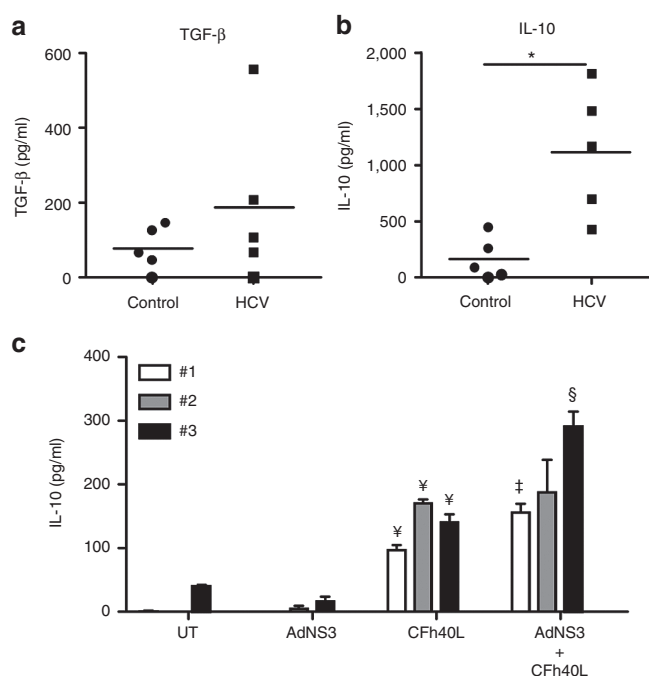 a
TGF-β
TGF-β (pg/ml)
600
400
200
0
Control
HCV
b
IL-10
*
IL-10 (pg/ml)
2,000
1,500
1,000
500
0
Control
HCV
c
IL-10 (pg/ml)
400
300
200
100
0
#1
#2
#3
¥
¥
¥
‡
§
UT
AdNS3
CFh40L
AdNS3
+
CFh40L